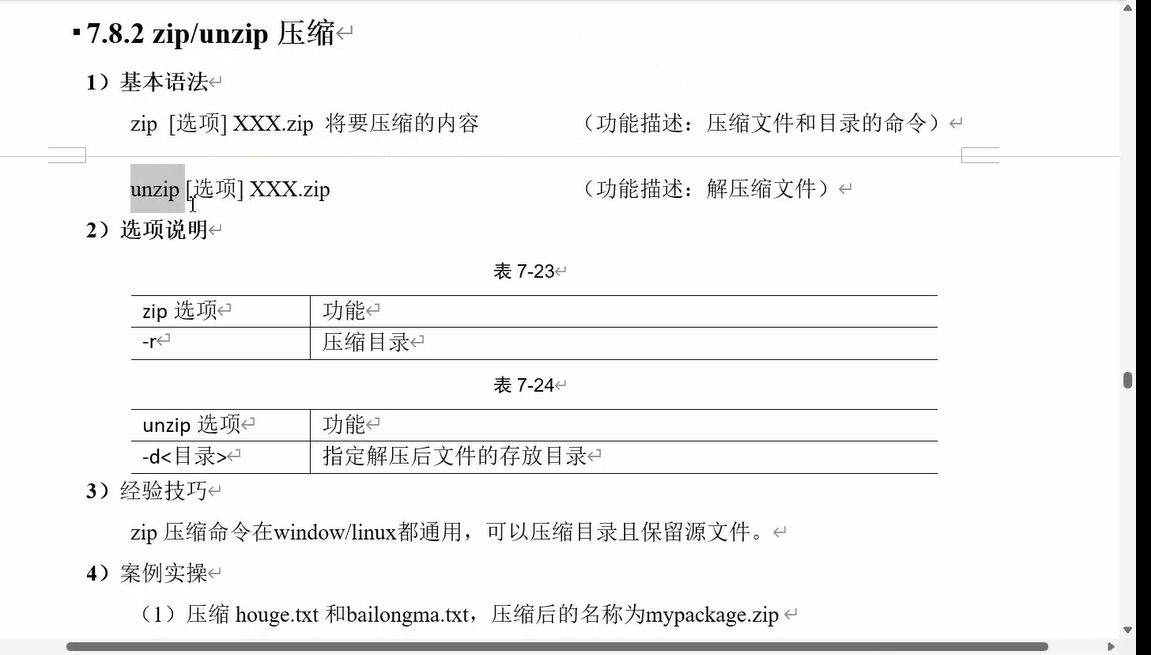 7.8.2 zip/unzip 压缩
1）基本语法
zip [选项] XXX.zip 将要压缩的内容 （功能描述：压缩文件和目录的命令）
unzip [选项] XXX.zip （功能描述：解压缩文件）
2）选项说明
表 7-23
zip 选项 功能
-r 压缩目录
表 7-24
unzip 选项 功能
-d<目录> 指定解压后文件的存放目录
3）经验技巧
zip 压缩命令在window/linux都通用，可以压缩目录且保留源文件。
4）案例实操
（1）压缩 houge.txt 和bailongma.txt，压缩后的名称为mypackage.zip